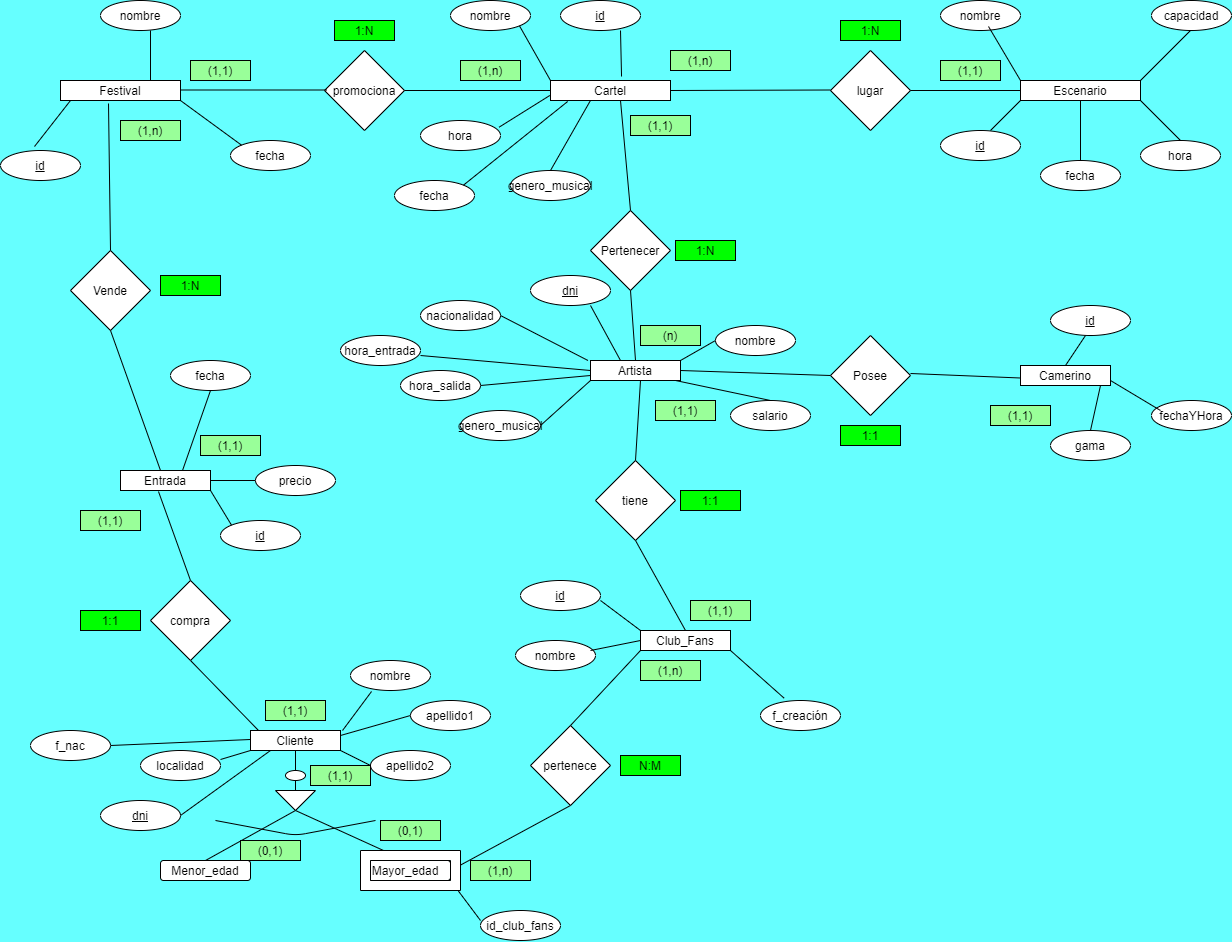 nombre
nombre
id
nombre
capacidad
1:N
1:N
(1,1)
(1,n)
(1,n)
(1,1)
Festival
promociona
Cartel
lugar
Escenario
(1,n)
(1,1)
hora
id
fecha
id
fecha
hora
fecha
genero_musical
Pertenecer
1:N
Vende
1:N
dni
nacionalidad
id
(n)
nombre
hora_entrada
Artista
Posee
Camerino
fecha
hora_salida
(1,1)
salario
(1,1)
fechaYHora
genero_musical
1:1
gama
(1,1)
Entrada
precio
tiene
1:1
(1,1)
id
id
(1,1)
1:1
compra
nombre
Club_Fans
(1,n)
nombre
(1,1)
apellido1
f_creación
f_nac
Cliente
localidad
apellido2
pertenece
N:M
(1,1)
dni
(0,1)
(0,1)
Menor_edad
Mayor_edad
(1,n)
id_club_fans